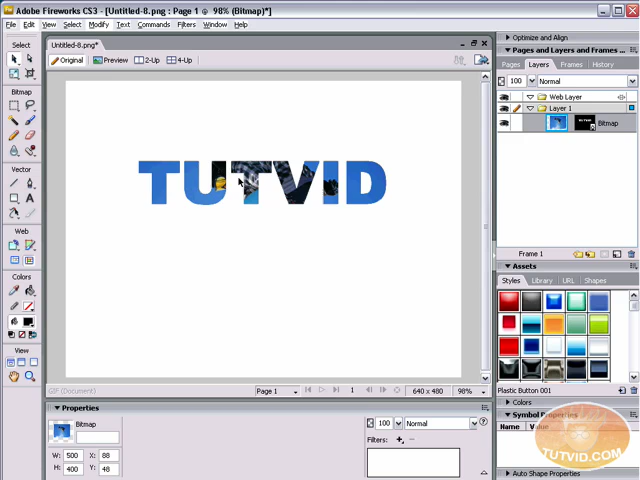 Adobe Fireworks CS3 - [Untitled-8.png : Page 1 @ 98% (Bitmap)*]
File Edit View Select Modify Text Commands Filters Window Help
Select
Bitmap
Vector
Web
Colors
View
Untitled-8.png*
Original Preview 2-Up 4-Up
TUTVID
GIF (Document)
Page 1
1
640 x 480
98%
Properties
Bitmap
W: 500 X: 88
H: 400 Y: 48
100 Normal
Filters:
Optimize and Align
Pages and Layers and Frames ...
Pages Layers Frames History
100 Normal
Web Layer
Layer 1
TUTVID
Bitmap
Frame 1
Assets
Styles Library URL Shapes
Plastic Button 001
Colors
Symbol Properties
Name Value
TUTVID.COM
Auto Shape Properties